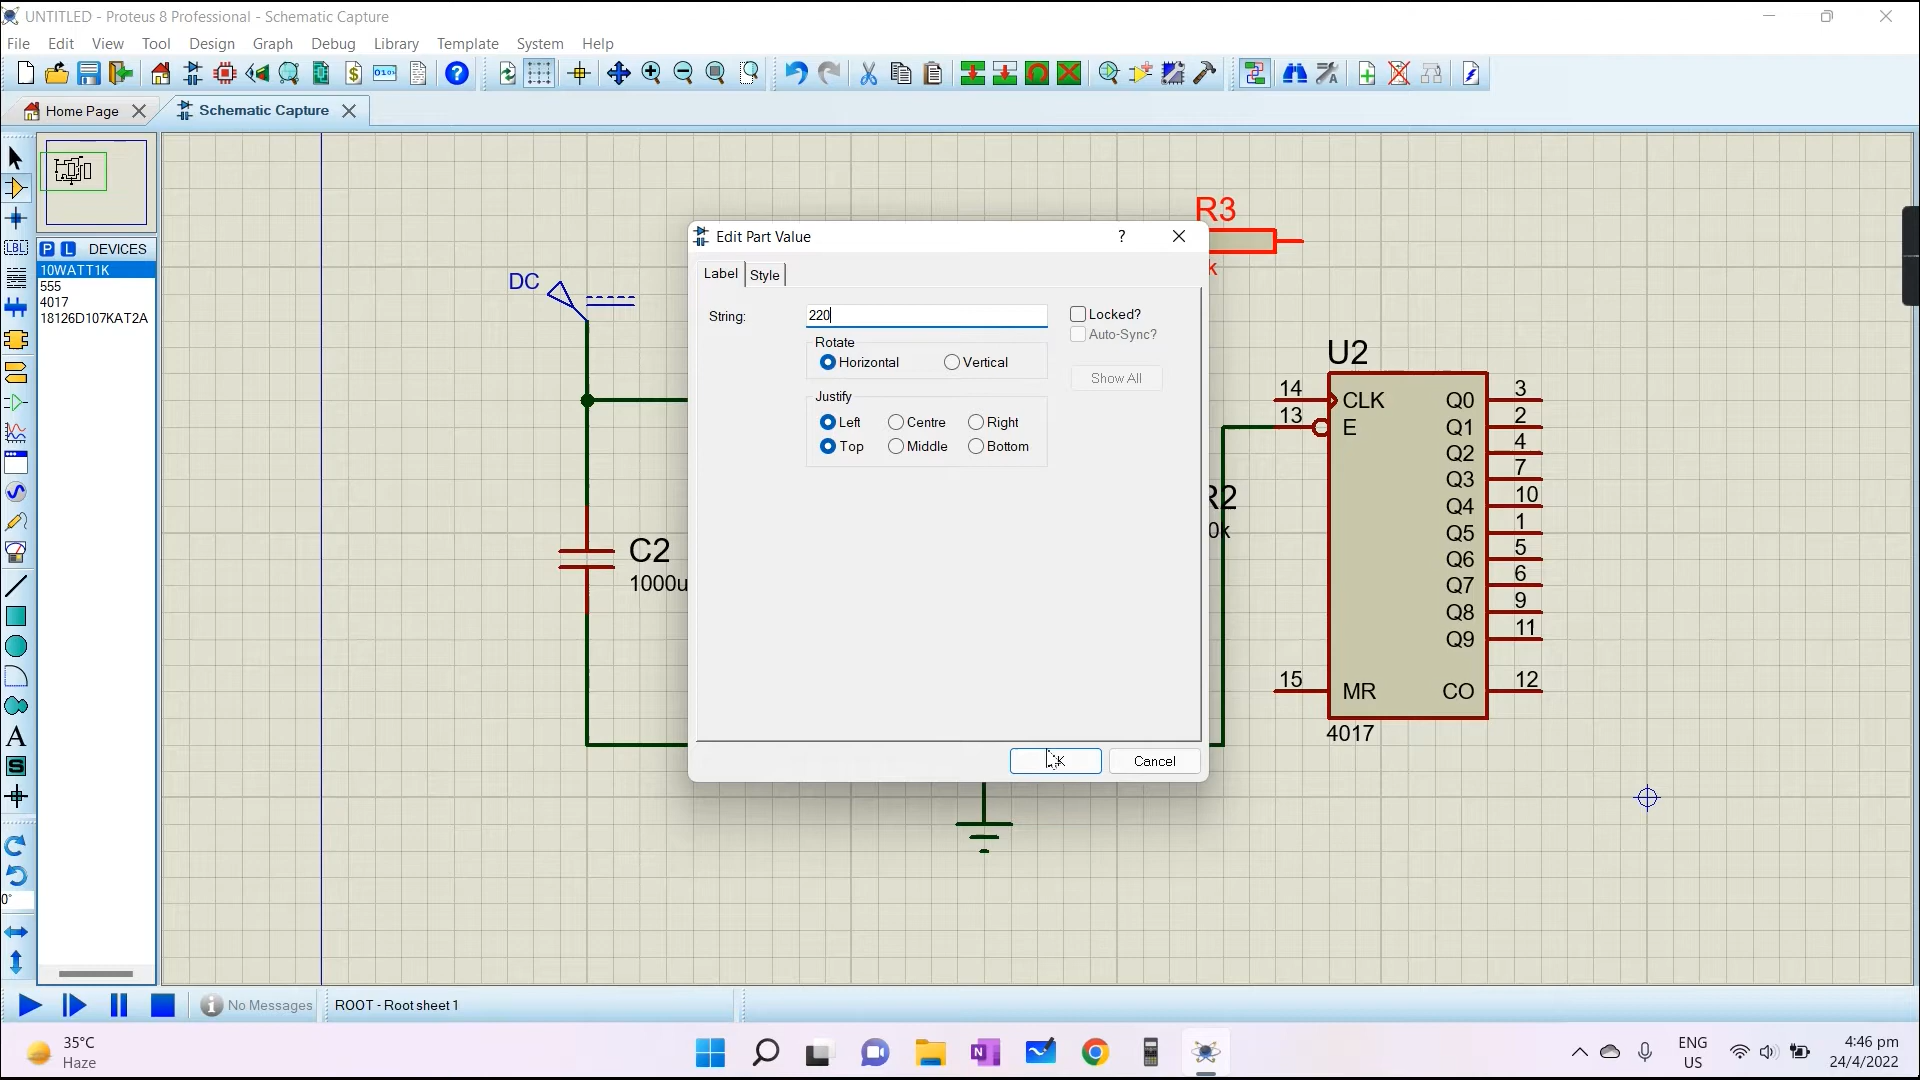 UNTITLED - Proteus 8 Professional - Schematic Capture
File Edit View Tool Design Graph Debug Library Template System Help
Home Page
Schematic Capture
P L DEVICES
10WATT1K
555
4017
18126D107KAT2A
LBL
A
S
0°
DC
C2
1000u
Edit Part Value
?
Label
Style
String:
220
Locked?
Auto-Sync?
Rotate
Horizontal
Vertical
Show All
Justify
Left
Centre
Right
Top
Middle
Bottom
Cancel
R3
k
R2
0k
U2
14 CLK
13 E
15 MR
Q0 3
Q1 2
Q2 4
Q3 7
Q4 10
Q5 1
Q6 5
Q7 6
Q8 9
Q9 11
CO 12
4017
No Messages
ROOT - Root sheet 1
35°C
Haze
ENG
US
4:46 pm
24/4/2022